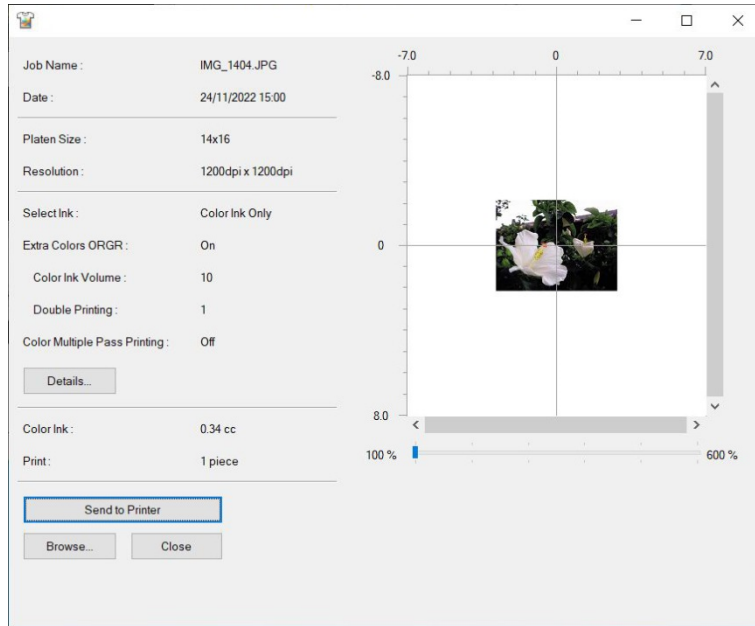 Job Name : IMG_1404.JPG
Date : 24/11/2022 15:00
Platen Size : 14x16
Resolution : 1200dpi x 1200dpi
Select Ink : Color Ink Only
Extra Colors ORGR : On
Color Ink Volume : 10
Double Printing : 1
Color Multiple Pass Printing : Off
Details...
Color Ink : 0.34 cc
Print : 1 piece
Send to Printer
Browse... Close
-7.0 0 7.0
-8.0
0
8.0
100 % 600 %